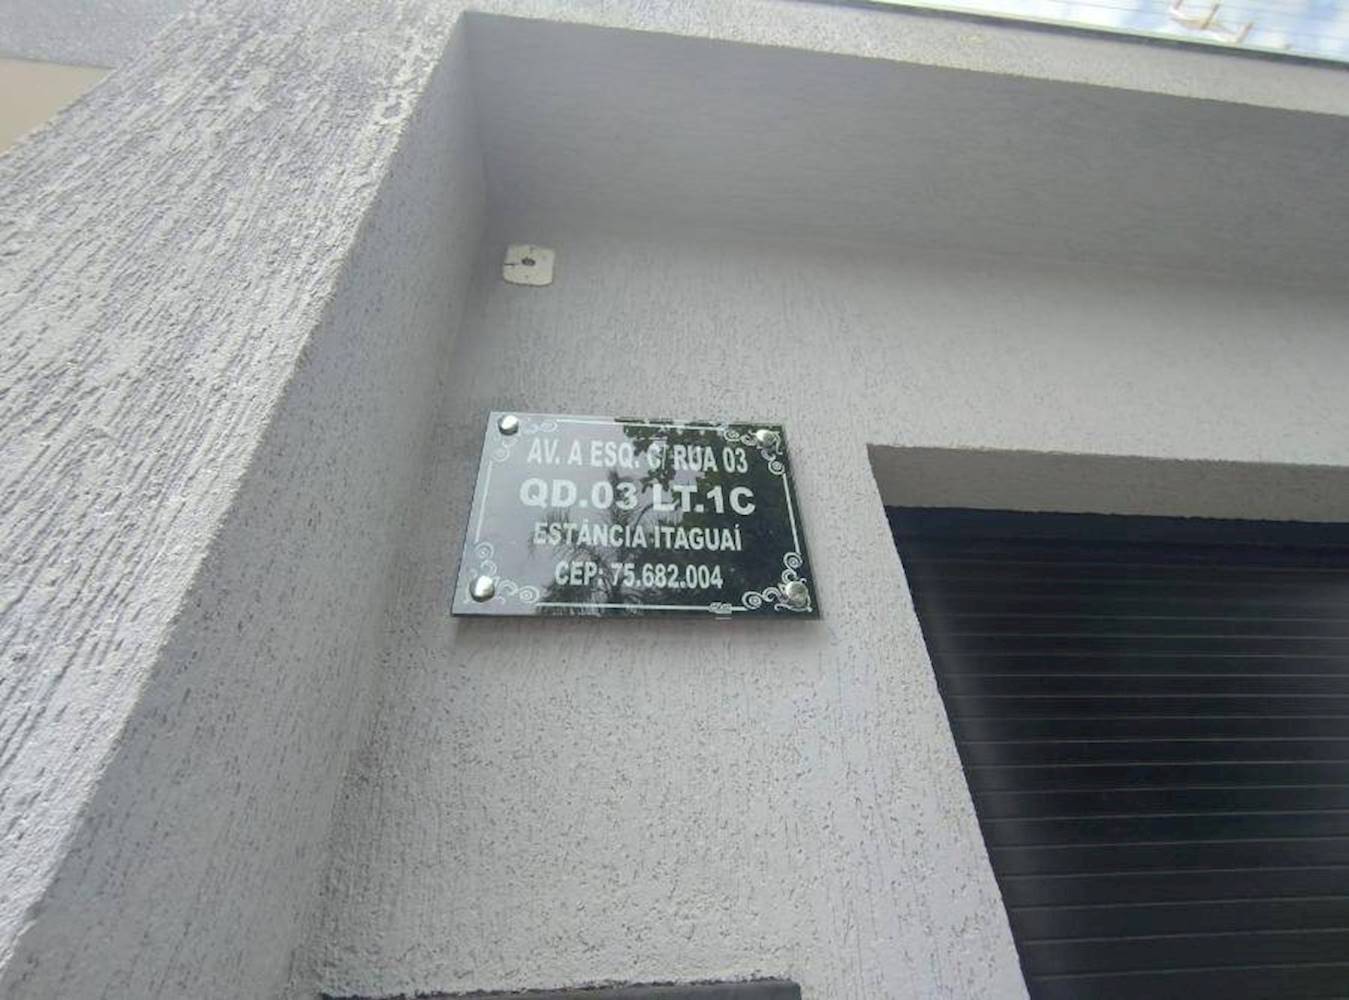 AV. A ESQ. C/ RUA 03
QD.03 LT.1C
ESTÂNCIA ITAGUAÍ
CEP: 75.682.004